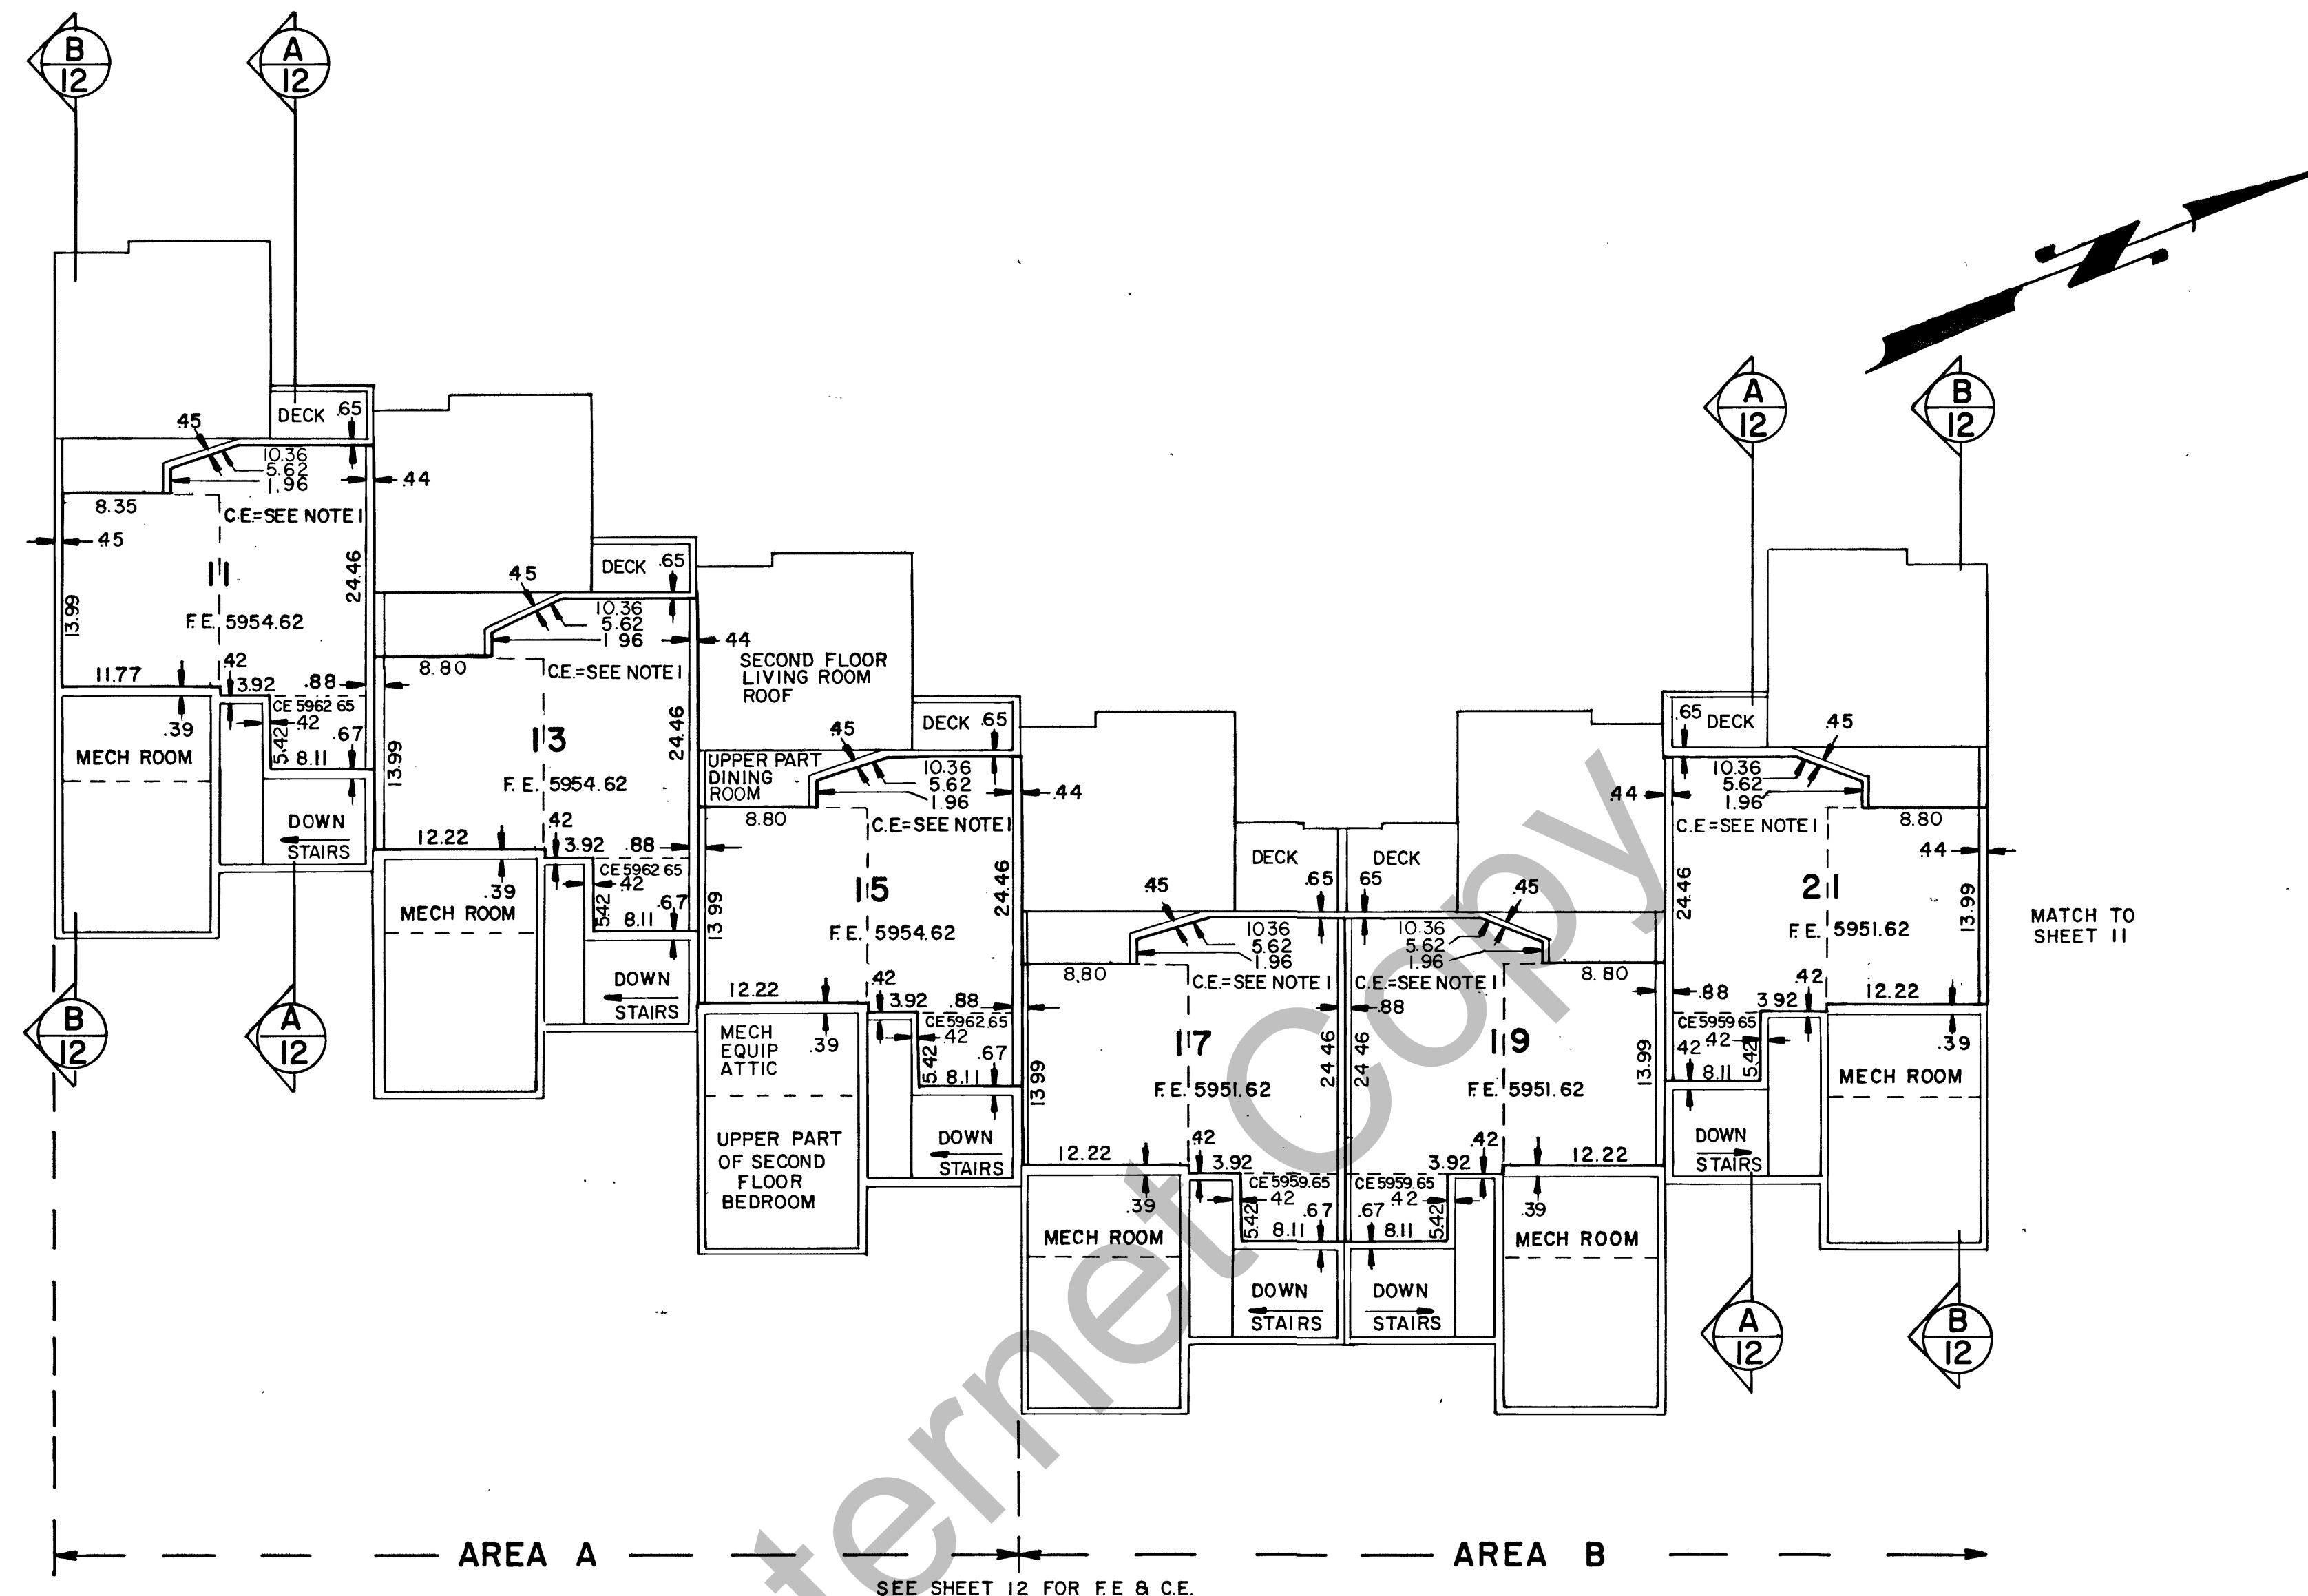 B
12
A
12
DECK
.65
.45
10.36
5.62
1.96
.44
8.35
C.E.=SEE NOTE 1
.45
11
24.46
13.99
F.E. 5954.62
11.77
.42
3.92
.88
CE 5962 65
.42
.39
5.42
.67
8.11
MECH ROOM
DOWN
STAIRS
B
12
A
12
DECK
.65
.45
10.36
5.62
1 96
.44
8.80
C.E.=SEE NOTE 1
13
24.46
13.99
F.E. 5954.62
12.22
.42
3.92
.88
CE 5962 65
.42
.39
5.42
.67
8.11
MECH ROOM
DOWN
STAIRS
SECOND FLOOR
LIVING ROOM
ROOF
DECK
.65
.45
UPPER PART
DINING
ROOM
10.36
5.62
1.96
.44
8.80
C.E.=SEE NOTE 1
15
24.46
13 99
F.E. 5954.62
12.22
.42
3.92
.88
CE 5962.65
.42
.39
5.42
.67
8.11
MECH
EQUIP
ATTIC
UPPER PART
OF SECOND
FLOOR
BEDROOM
DOWN
STAIRS
DECK
.65
.45
10.36
5.62
1.96
8.80
C.E.=SEE NOTE 1
17
24 46
13 99
F.E. 5951.62
12.22
.42
3.92
.88
CE 5959.65
.42
.39
5.42
.67
8.11
MECH ROOM
DOWN
STAIRS
DECK
65
.45
10.36
5.62
1.96
8.80
C.E.=SEE NOTE 1
19
24 46
13.99
F.E. 5951.62
12.22
.42
3.92
CE 5959.65
42
.39
5.42
.67
8.11
MECH ROOM
DOWN
STAIRS
A
12
B
12
.65
DECK
.45
10.36
5.62
1.96
.44
C.E=SEE NOTE 1
8.80
.44
21
24.46
13.99
F.E. 5951.62
12.22
.42
3 92
.88
CE 5959 65
.42
42
5.42
8.11
.39
MECH ROOM
DOWN
STAIRS
A
12
B
12
MATCH TO
SHEET 11
N
AREA A
AREA B
SEE SHEET 12 FOR F.E & C.E.
ternet Copy